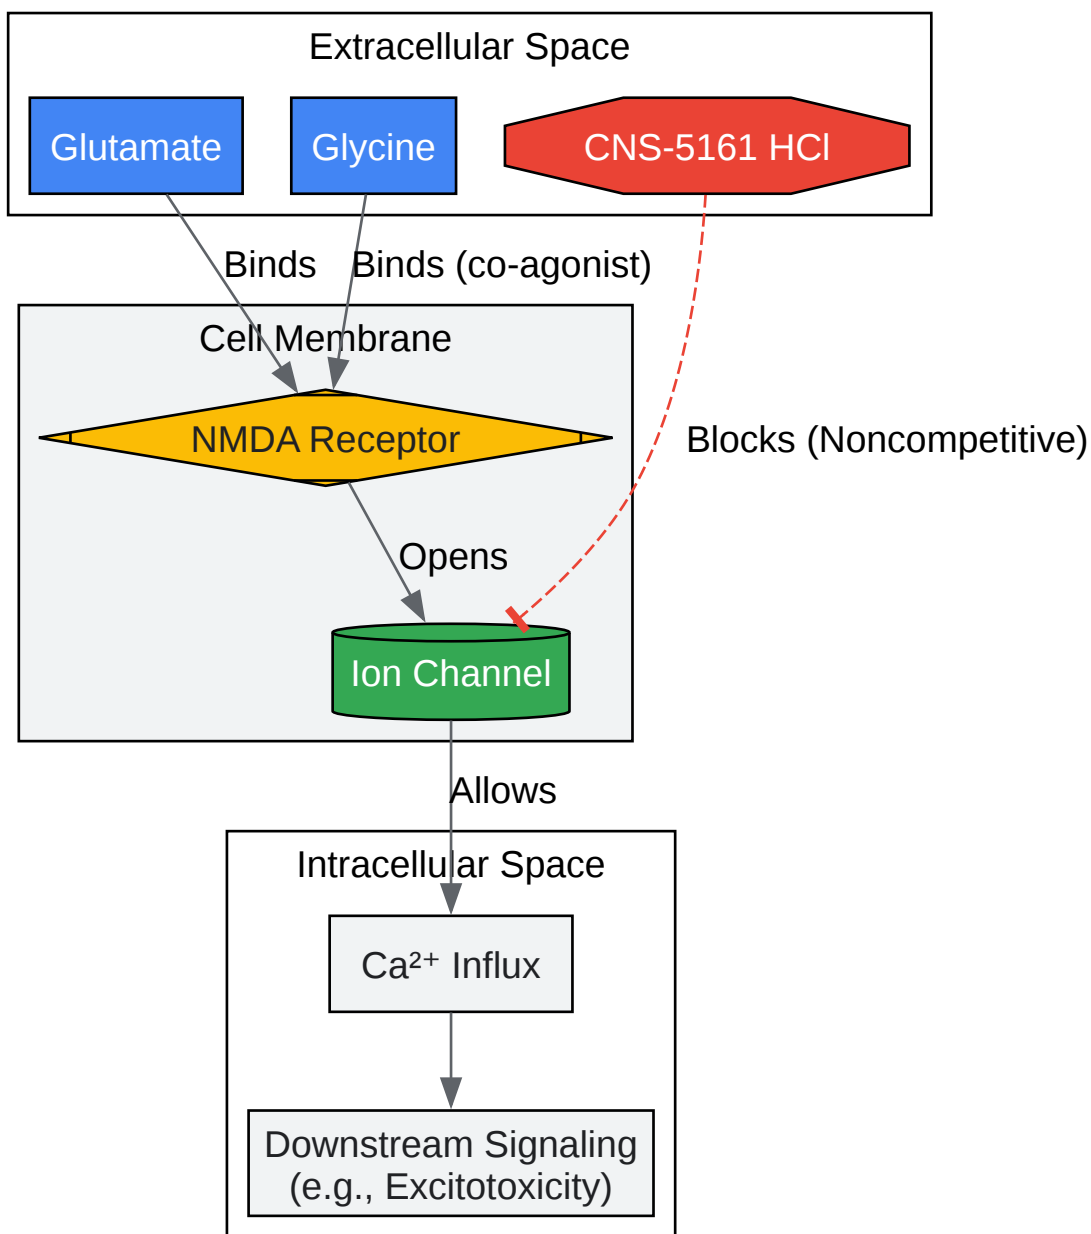 Extracellular Space
Glutamate
Glycine
CNS-5161 HCl
Binds
Binds (co-agonist)
Cell Membrane
NMDA Receptor
Blocks (Noncompetitive)
Opens
Ion Channel
Allows
Intracellular Space
Ca²⁺ Influx
Downstream Signaling
(e.g., Excitotoxicity)